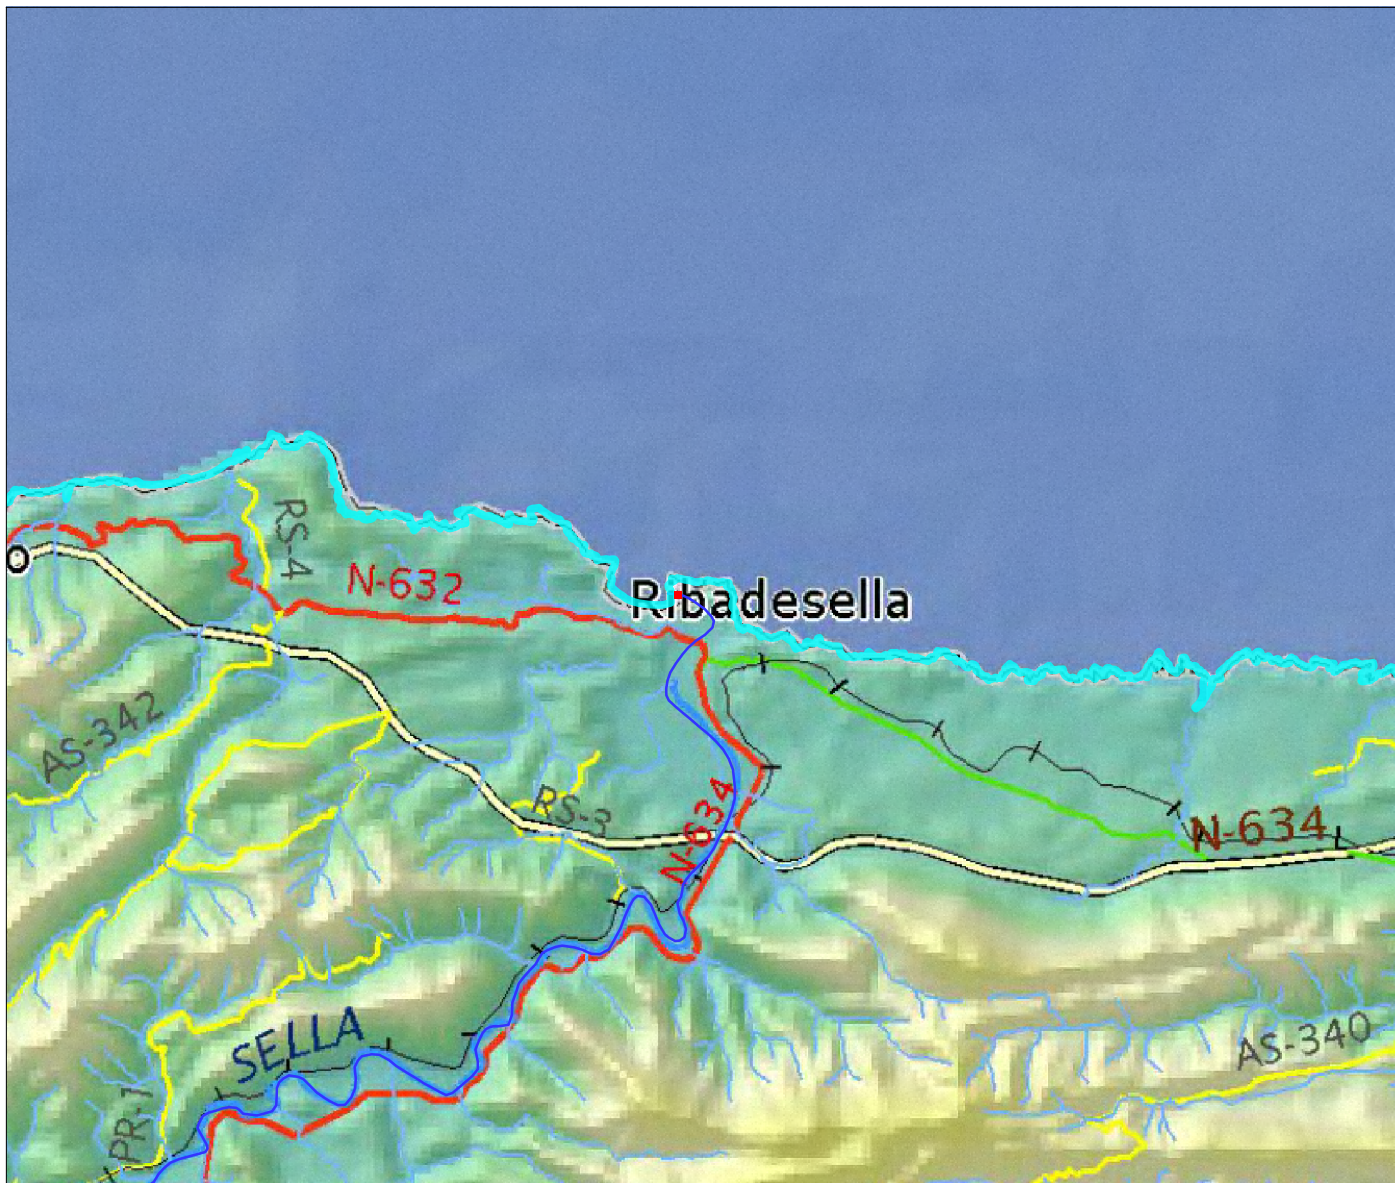 RS-4
o
N-632
Ribadesella
AS-342
RS-3
N-634
N-634
SELLA
AS-340
PR-1